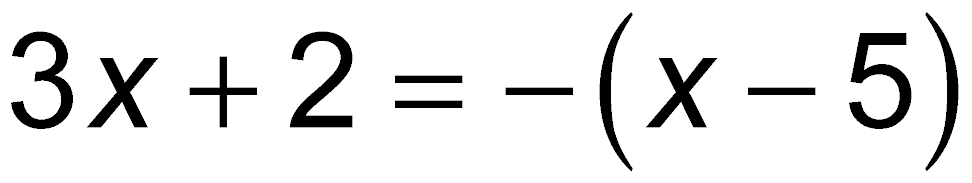 3x + 2 = − (x − 5)